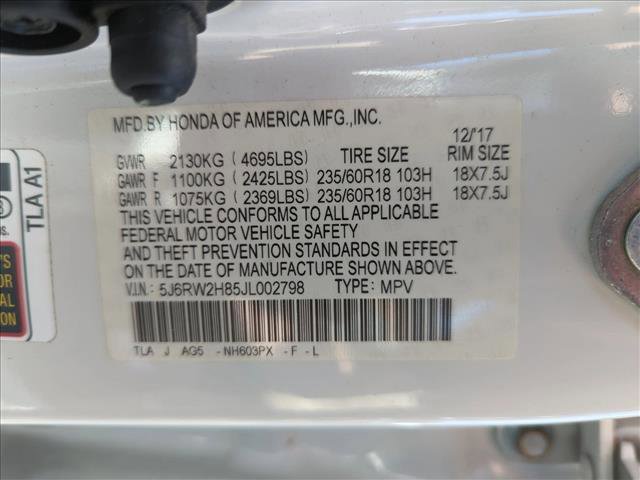 MFD.BY HONDA OF AMERICA MFG.,INC.
12/'17
GVWR 2130KG ( 4695LBS) TIRE SIZE RIM SIZE
GAWR F 1100KG ( 2425LBS) 235/60R18 103H 18X7.5J
GAWR R 1075KG ( 2369LBS) 235/60R18 103H 18X7.5J
THIS VEHICLE CONFORMS TO ALL APPLICABLE
FEDERAL MOTOR VEHICLE SAFETY
AND THEFT PREVENTION STANDARDS IN EFFECT
ON THE DATE OF MANUFACTURE SHOWN ABOVE.
V.I.N: 5J6RW2H85JL002798 TYPE: MPV
TLA J AG5 -NH603PX -F -L
TLA A1